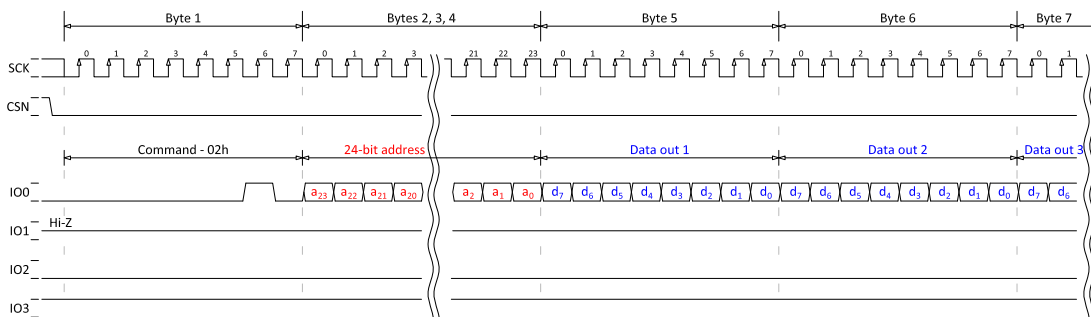 Byte 1 Bytes 2, 3, 4 Byte 5 Byte 6 Byte 7
0 1 2 3 4 5 6 7 0 1 2 3 21 22 23 0 1 2 3 4 5 6 7 0 1 2 3 4 5 6 7 0 1
SCK
CSN
Command - 02h 24-bit address Data out 1 Data out 2 Data out 3
IO0 a₂₃ a₂₂ a₂₁ a₂₀ a₂ a₁ a₀ d₇ d₆ d₅ d₄ d₃ d₂ d₁ d₀ d₇ d₆ d₅ d₄ d₃ d₂ d₁ d₀ d₇ d₆
Hi-Z
IO1
IO2
IO3